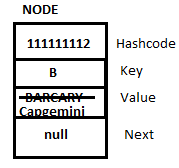 NODE
111111112 Hashcode
B Key
BARCARY Value
Capgemini
null Next